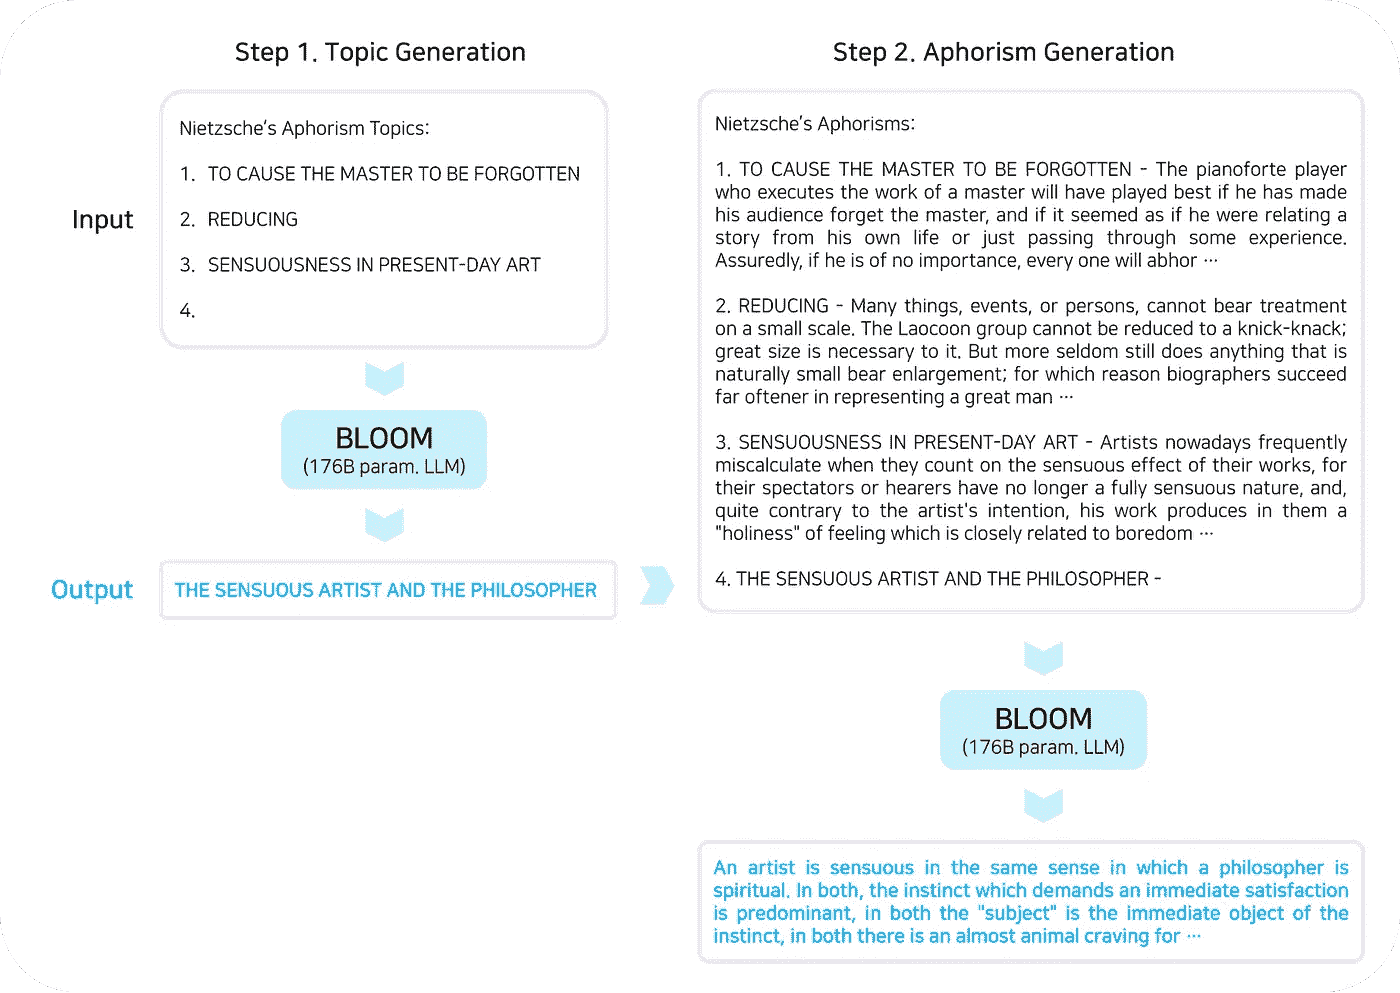 Step 1. Topic Generation
Input
Nietzsche's Aphorism Topics:
1. TO CAUSE THE MASTER TO BE FORGOTTEN
2. REDUCING
3. SENSUOUSNESS IN PRESENT-DAY ART
4.
BLOOM
(176B param. LLM)
Output
THE SENSUOUS ARTIST AND THE PHILOSOPHER
Step 2. Aphorism Generation
Nietzsche's Aphorisms:
1. TO CAUSE THE MASTER TO BE FORGOTTEN - The pianoforte player
who executes the work of a master will have played best if he has made
his audience forget the master, and if it seemed as if he were relating a
story from his own life or just passing through some experience.
Assuredly, if he is of no importance, every one will abhor ···
2. REDUCING - Many things, events, or persons, cannot bear treatment
on a small scale. The Laocoon group cannot be reduced to a knick-knack;
great size is necessary to it. But more seldom still does anything that is
naturally small bear enlargement; for which reason biographers succeed
far oftener in representing a great man ···
3. SENSUOUSNESS IN PRESENT-DAY ART - Artists nowadays frequently
miscalculate when they count on the sensuous effect of their works, for
their spectators or hearers have no longer a fully sensuous nature, and,
quite contrary to the artist's intention, his work produces in them a
"holiness" of feeling which is closely related to boredom ···
4. THE SENSUOUS ARTIST AND THE PHILOSOPHER -
BLOOM
(176B param. LLM)
An artist is sensuous in the same sense in which a philosopher is
spiritual. In both, the instinct which demands an immediate satisfaction
is predominant, in both the "subject" is the immediate object of the
instinct, in both there is an almost animal craving for ···